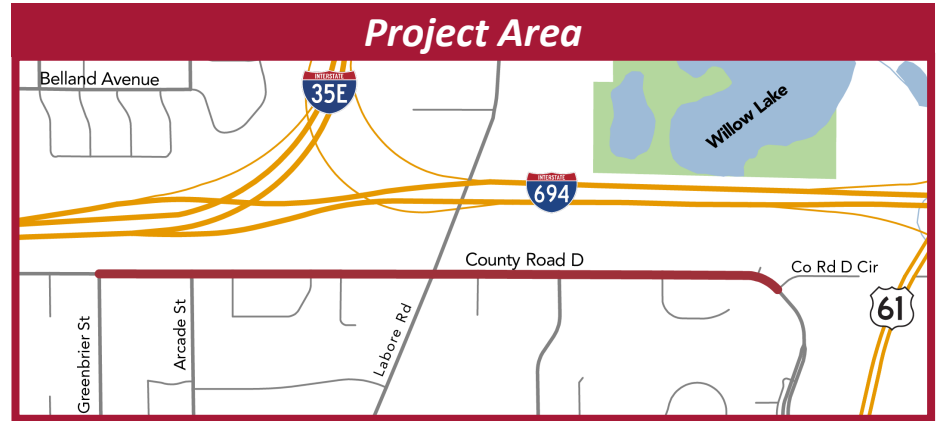 Project Area
Belland Avenue
INTERSTATE
35E
Willow Lake
INTERSTATE
694
County Road D
Co Rd D Cir
61
Greenbrier St
Arcade St
Labore Rd